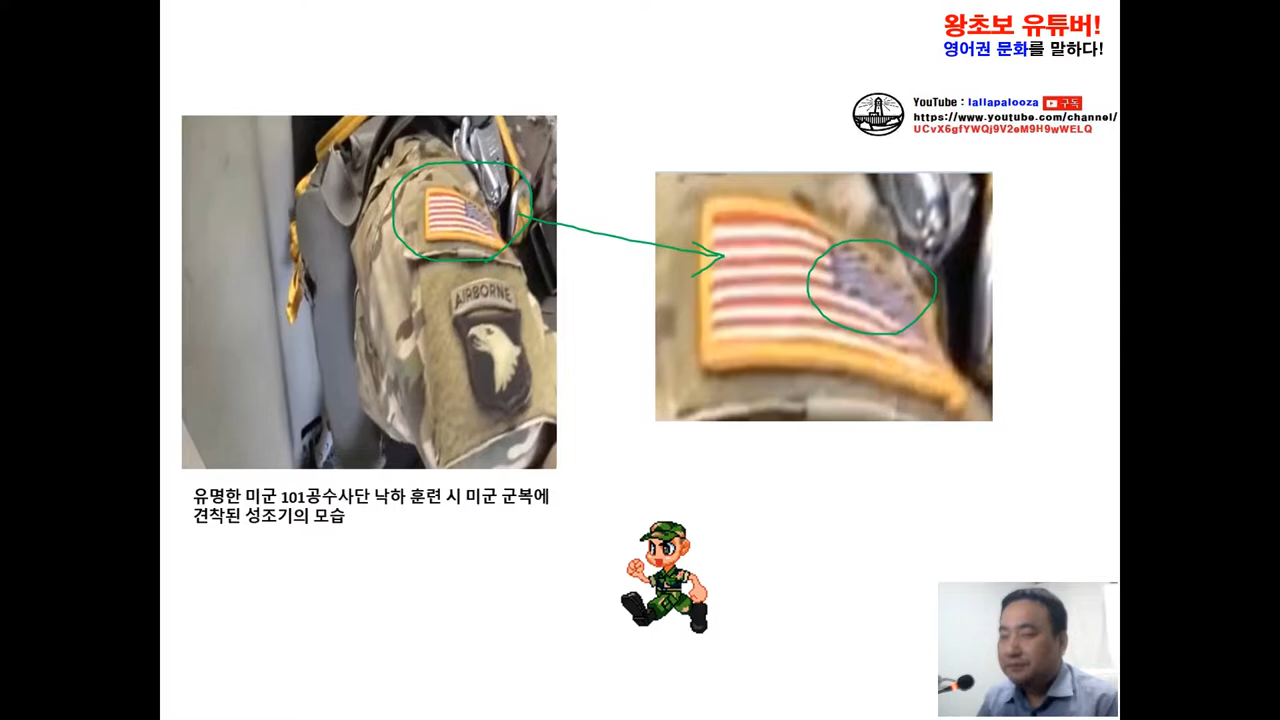 왕초보 유튜버!
영어권 문화를 말하다!
YouTube : lallapalooza 구독
https://www.youtube.com/channel/
UCvX6gfYWQj9V2eM9H9wWELQ
AIRBORNE
유명한 미군 101공수사단 낙하 훈련 시 미군 군복에
견착된 성조기의 모습